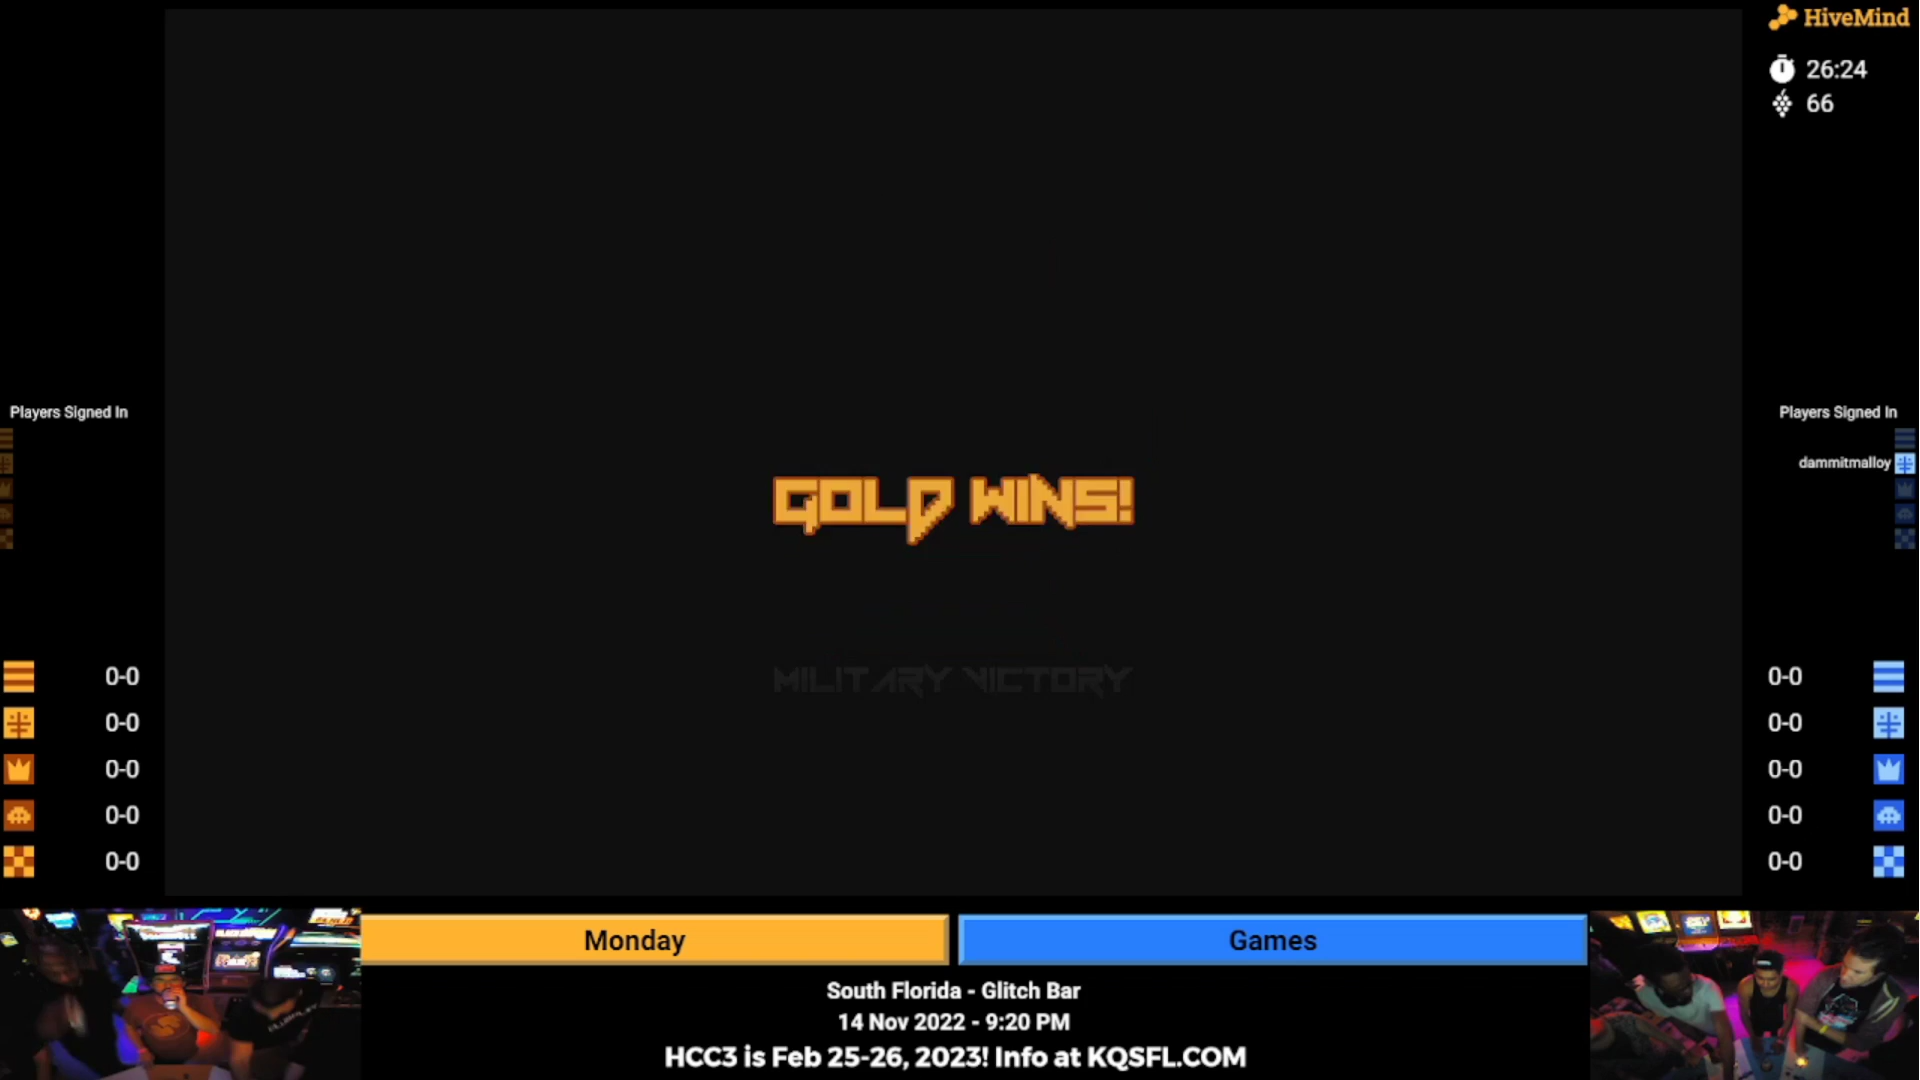 HiveMind
26:24
66
Players Signed In
Players Signed In
dammitmalloy
GOLD WINS!
MILITARY VICTORY
0-0
0-0
0-0
0-0
0-0
0-0
0-0
0-0
0-0
0-0
Monday
Games
South Florida - Glitch Bar
14 Nov 2022 - 9:20 PM
HCC3 is Feb 25-26, 2023! Info at KQSFL.COM